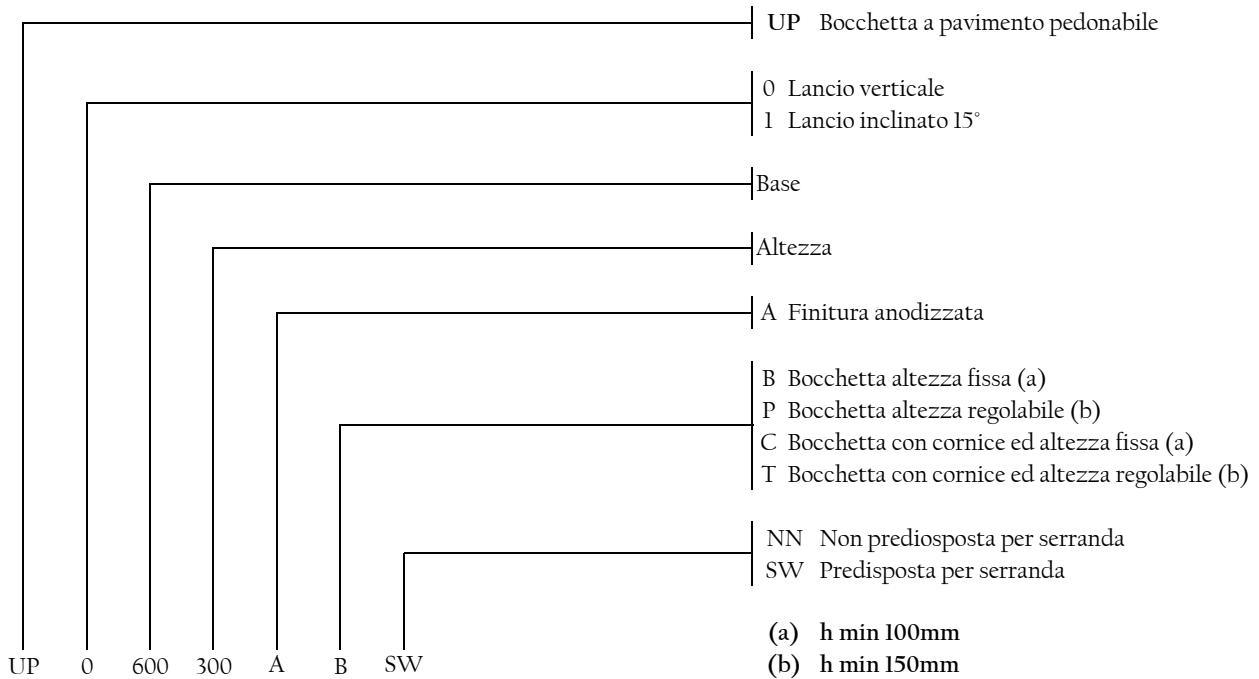 UP Bocchetta a pavimento pedonabile
0 Lancio verticale
1 Lancio inclinato 15°
Base
Altezza
A Finitura anodizzata
B Bocchetta altezza fissa (a)
P Bocchetta altezza regolabile (b)
C Bocchetta con cornice ed altezza fissa (a)
T Bocchetta con cornice ed altezza regolabile (b)
NN Non prediosposta per serranda
SW Predisposta per serranda
(a) h min 100mm
(b) h min 150mm
UP 0 600 300 A B SW